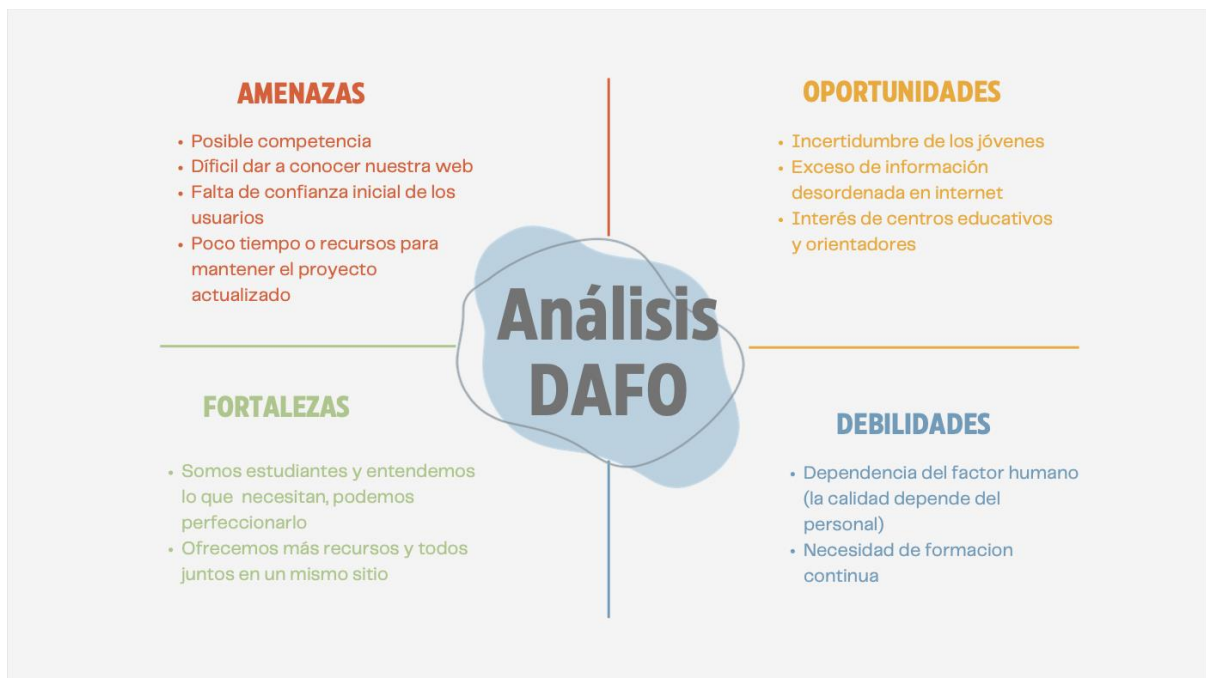 AMENAZAS
• Posible competencia
• Díficil dar a conocer nuestra web
• Falta de confianza inicial de los
usuarios
• Poco tiempo o recursos para
mantener el proyecto
actualizado
OPORTUNIDADES
• Incertidumbre de los jóvenes
• Exceso de información
desordenada en internet
• Interés de centros educativos
y orientadores
Análisis
DAFO
FORTALEZAS
• Somos estudiantes y entendemos
lo que necesitan, podemos
perfeccionarlo
• Ofrecemos más recursos y todos
juntos en un mismo sitio
DEBILIDADES
• Dependencia del factor humano
(la calidad depende del
personal)
• Necesidad de formacion
continua